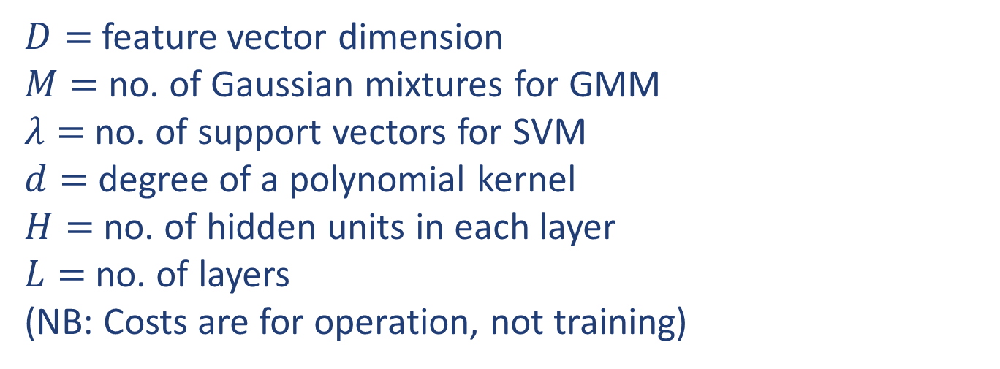 D = feature vector dimension
M = no. of Gaussian mixtures for GMM
λ = no. of support vectors for SVM
d = degree of a polynomial kernel
H = no. of hidden units in each layer
L = no. of layers
(NB: Costs are for operation, not training)